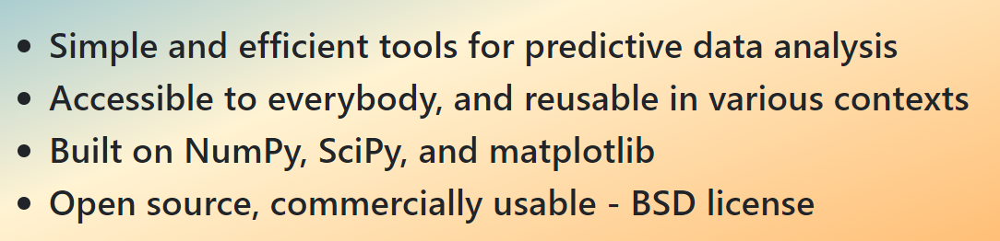 • Simple and efficient tools for predictive data analysis
• Accessible to everybody, and reusable in various contexts
• Built on NumPy, SciPy, and matplotlib
• Open source, commercially usable - BSD license